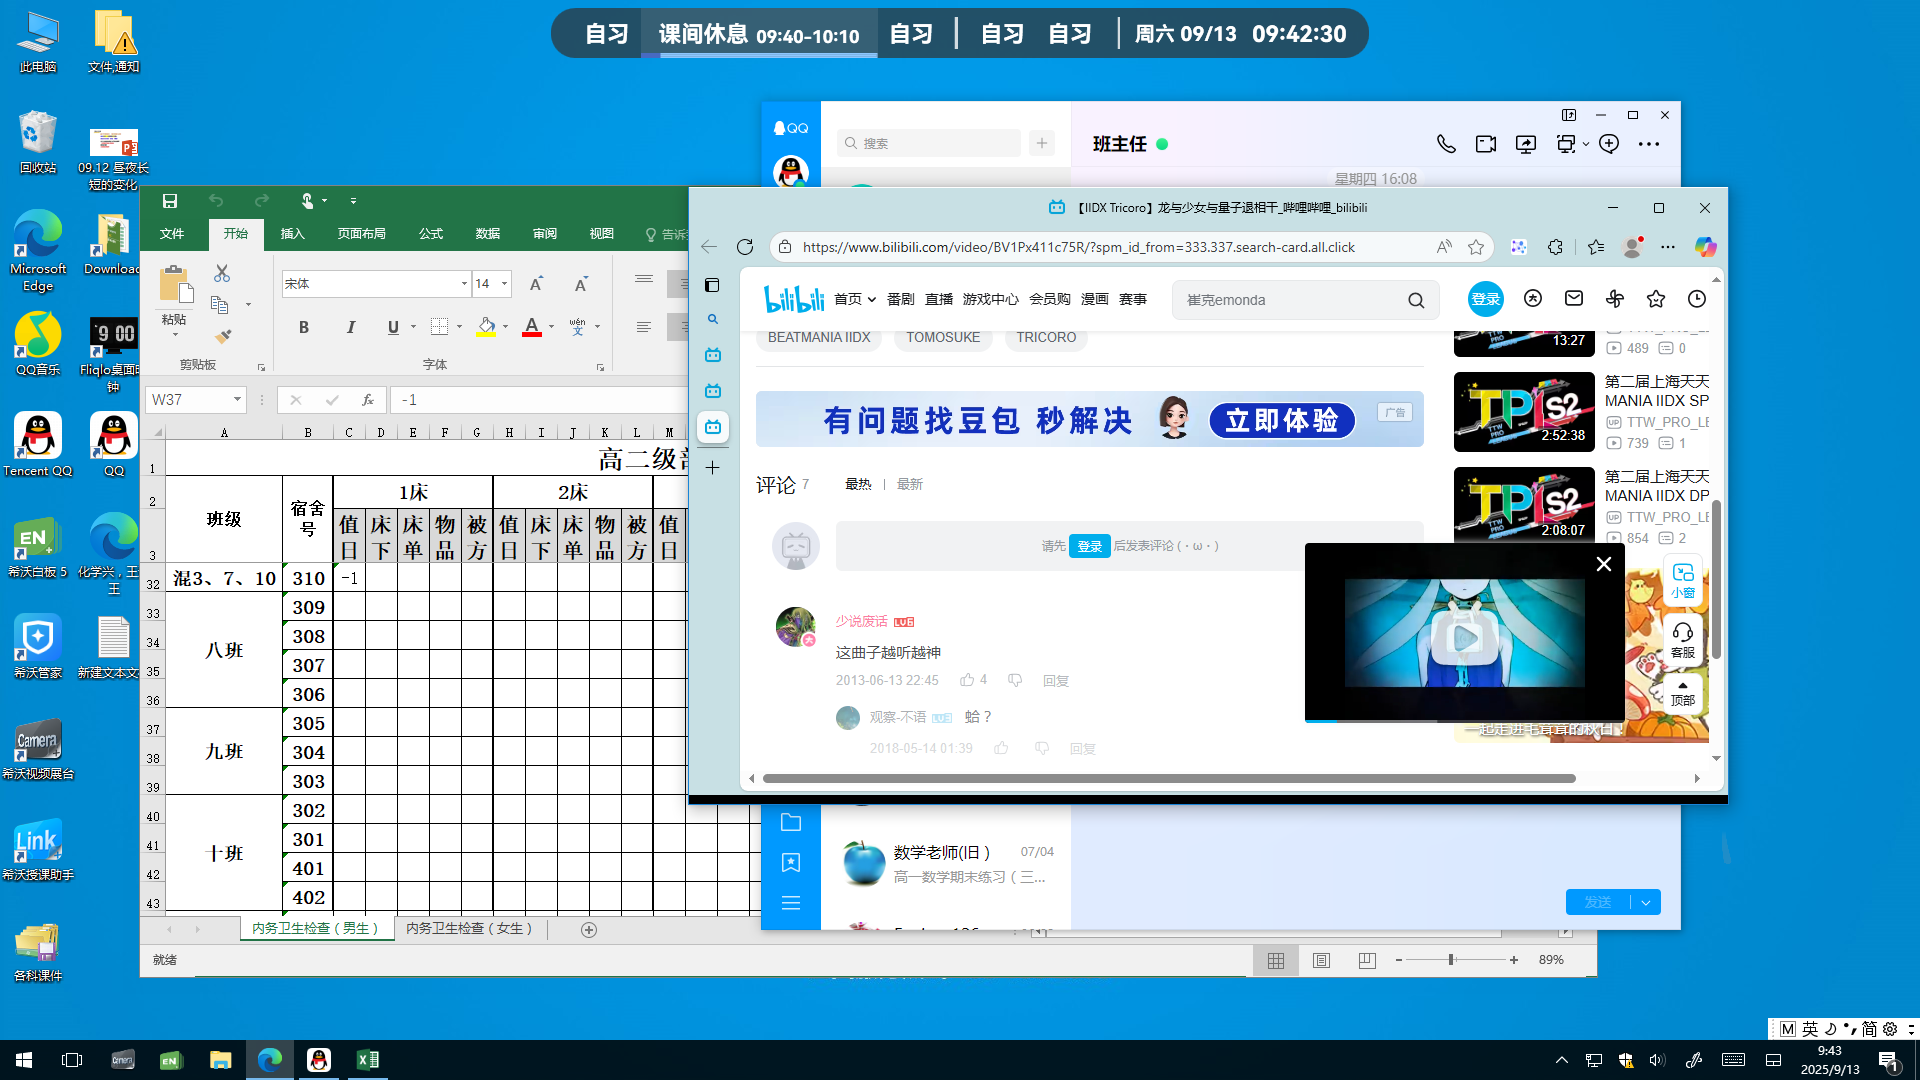 自习 课间休息 09:40-10:10 自习 | 自习 自习 | 周六 09/13 09:42:30
此电脑
文件,通知
回收站
09.12 昼夜长
短的变化
Microsoft
Edge
Download
QQ音乐
Fliqlo桌面时
钟
Tencent QQ
QQ
希沃白板 5
化学兴，王
王
希沃管家
新建文本文
希沃视频展台
希沃授课助手
各科课件
QQ
搜索
班主任
星期四 16:08
文件 开始 插入 页面布局 公式 数据 审阅 视图 告诉
粘贴
宋体 14
B I U A wén 文
剪贴板 字体
W37 fx -1
A B C D E F G H I J K L M
1 高二级部
2 班级 宿舍号 1床 2床
3 值日 床下 床单 物品 被方 值日 床下 床单 物品 被方 值日
32 混3、7、10 310 -1
33 309
34 八班 308
35 307
36 306
37 305
38 九班 304
39 303
40 302
41 十班 301
42 401
43 402
内务卫生检查（男生） 内务卫生检查（女生）
就绪
89%
【IIDX Tricoro】龙与少女与量子退相干_哔哩哔哩_bilibili
https://www.bilibili.com/video/BV1Px411c75R/?spm_id_from=333.337.search-card.all.click
bilibili 首页 番剧 直播 游戏中心 会员购 漫画 赛事
崔克emonda
登录
BEATMANIA IIDX TOMOSUKE TRICORO
有问题找豆包 秒解决 立即体验 广告
评论 7 最热 | 最新
请先 登录 后发表评论 (・ω・)
少说废话 LV6
这曲子越听越神
2013-06-13 22:45 4 回复
观察-不语 蛤？
2018-05-14 01:39 回复
13:27
489 0
第二届上海天天
MANIA IIDX SP
TTW_PRO_LE
2:52:38
739 1
第二届上海天天
MANIA IIDX DP
TTW_PRO_LE
2:08:07
854 2
小窗
客服
顶部
一起走进毛茸茸的秋日！
数学老师(旧） 07/04
高一数学期末练习（三...
发送
M 英 简
9:43
2025/9/13
1